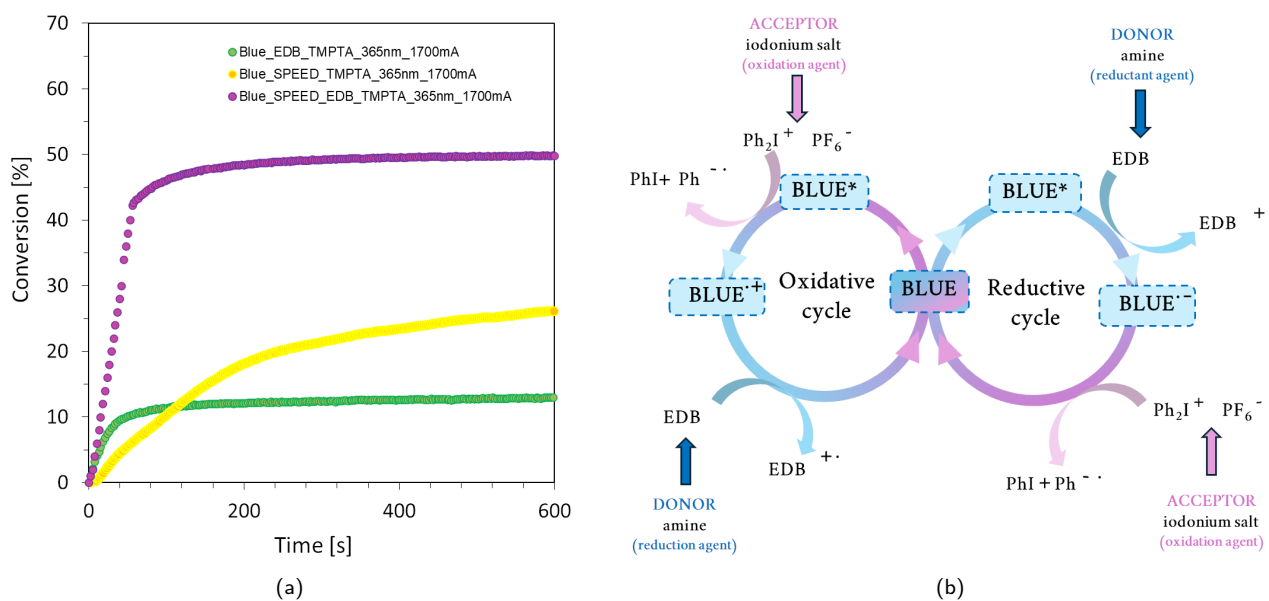 70
60
50
40
30
20
10
0
0
200
400
600
Conversion [%]
Time [s]
Blue_EDB_TMPTA_365nm_1700mA
Blue_SPEED_TMPTA_365nm_1700mA
Blue_SPEED_EDB_TMPTA_365nm_1700mA
(a)
ACCEPTOR
iodonium salt
(oxidation agent)
Ph₂I⁺ PF₆⁻
PhI+ Ph ⁻·
BLUE*
BLUE·⁺
Oxidative
cycle
BLUE
EDB
EDB ⁺·
DONOR
amine
(reduction agent)
DONOR
amine
(reductant agent)
EDB
BLUE*
EDB ⁺
Reductive
cycle
BLUE·⁻
Ph₂I⁺ PF₆⁻
PhI + Ph ⁻·
ACCEPTOR
iodonium salt
(oxidation agent)
(b)